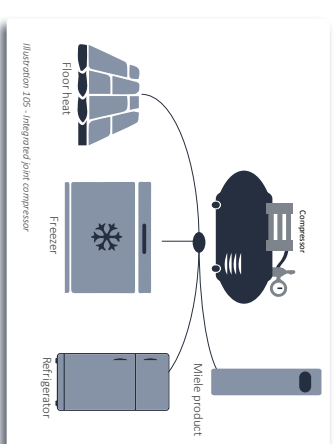 Compressor
Miele product
Floor heat
Freezer
Refrigerator
Illustration 105 - Integrated joint compressor